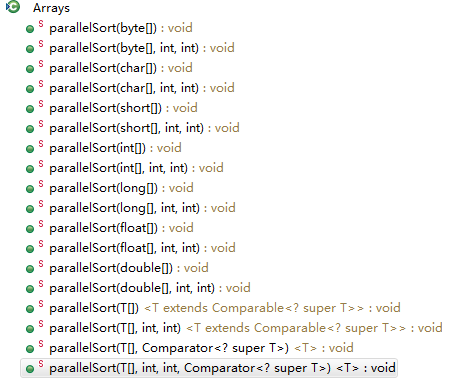 Arrays
S parallelSort(byte[]) : void
S parallelSort(byte[], int, int) : void
S parallelSort(char[]) : void
S parallelSort(char[], int, int) : void
S parallelSort(short[]) : void
S parallelSort(short[], int, int) : void
S parallelSort(int[]) : void
S parallelSort(int[], int, int) : void
S parallelSort(long[]) : void
S parallelSort(long[], int, int) : void
S parallelSort(float[]) : void
S parallelSort(float[], int, int) : void
S parallelSort(double[]) : void
S parallelSort(double[], int, int) : void
S parallelSort(T[]) <T extends Comparable<? super T>> : void
S parallelSort(T[], int, int) <T extends Comparable<? super T>> : void
S parallelSort(T[], Comparator<? super T>) <T> : void
S parallelSort(T[], int, int, Comparator<? super T>) <T> : void